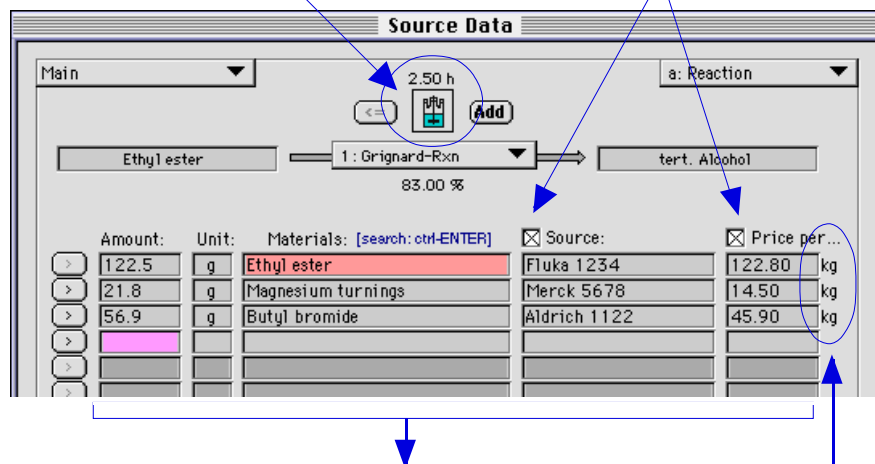 Source Data
Main
2.50 h
a: Reaction
<=
Add
Ethyl ester
1 : Grignard-Rxn
tert. Alcohol
83.00 %
Amount: Unit: Materials: [search: ctrl-ENTER] Source: Price per...
> 122.5 g Ethyl ester Fluka 1234 122.80 kg
> 21.8 g Magnesium turnings Merck 5678 14.50 kg
> 56.9 g Butyl bromide Aldrich 1122 45.90 kg
>
>
>